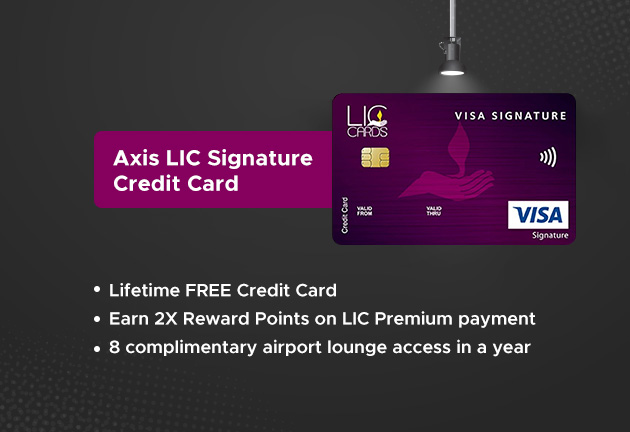 LIC
CARDS
VISA SIGNATURE
Axis LIC Signature
Credit Card
Credit Card
VALID
FROM
VALID
THRU
VISA
Signature
• Lifetime FREE Credit Card
• Earn 2X Reward Points on LIC Premium payment
• 8 complimentary airport lounge access in a year